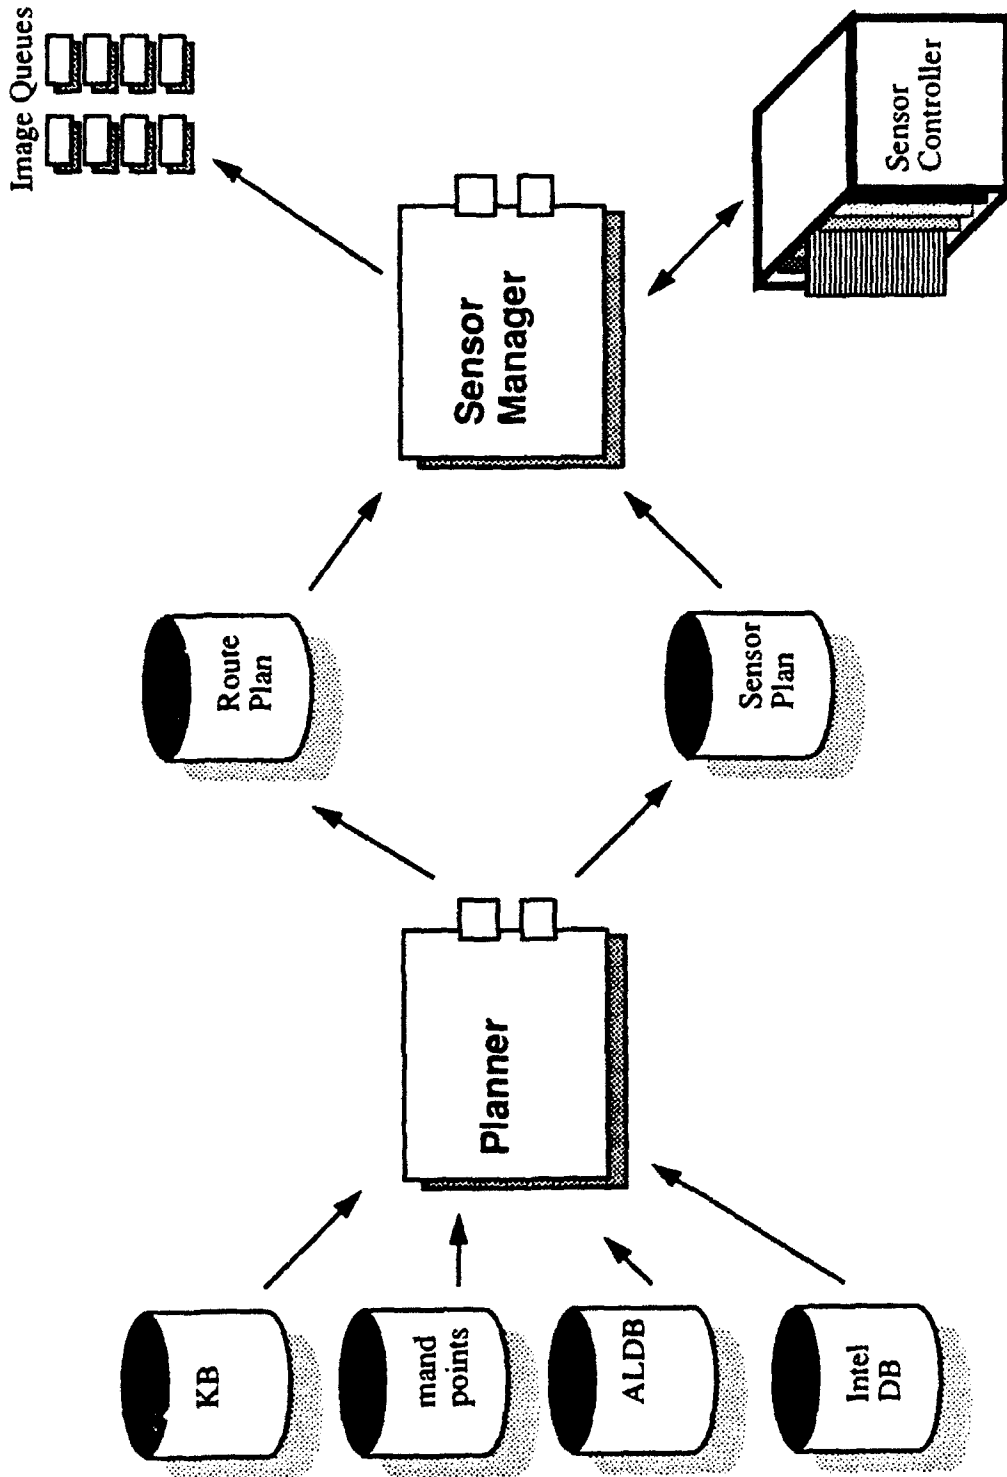 KB
mand
points
ALDB
Intel
DB
Planner
Route
Plan
Sensor
Plan
Sensor
Manager
Image Queues
Sensor
Controller